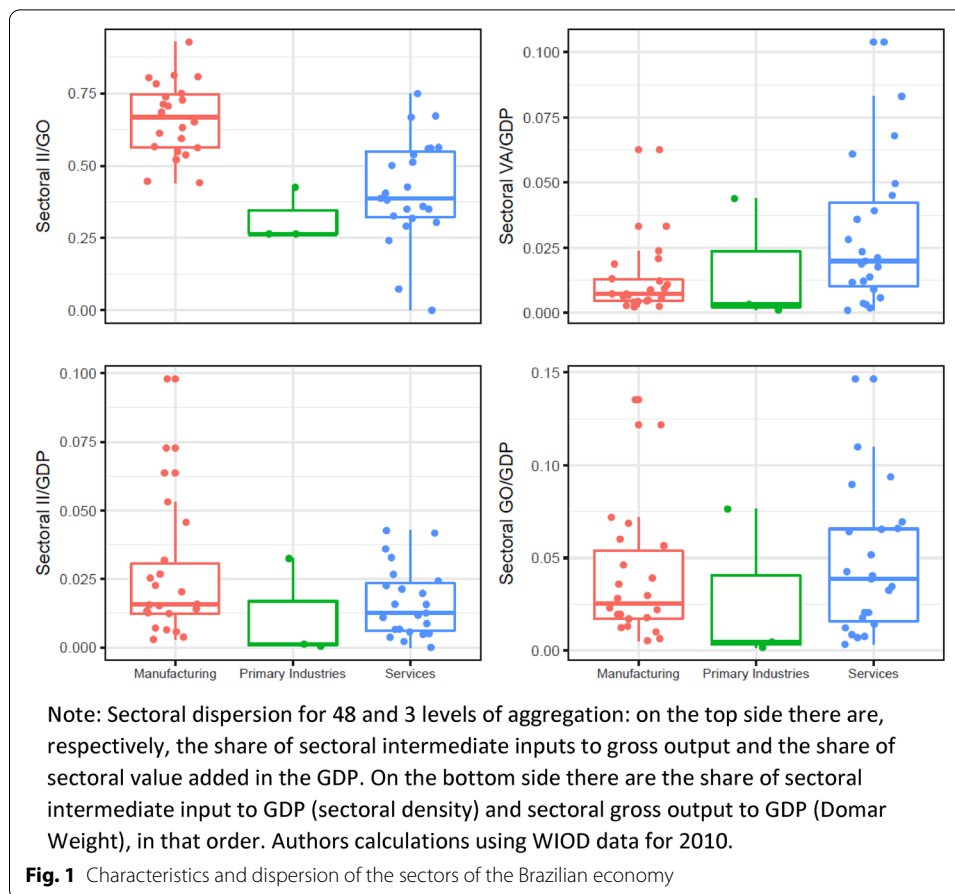 Sectoral II/GO
0.75
0.50
0.25
0.00
Sectoral VA/GDP
0.100
0.075
0.050
0.025
0.000
Sectoral II/GDP
0.100
0.075
0.050
0.025
0.000
Manufacturing Primary Industries Services
Sectoral GO/GDP
0.15
0.10
0.05
0.00
Manufacturing Primary Industries Services
Note: Sectoral dispersion for 48 and 3 levels of aggregation: on the top side there are,
respectively, the share of sectoral intermediate inputs to gross output and the share of
sectoral value added in the GDP. On the bottom side there are the share of sectoral
intermediate input to GDP (sectoral density) and sectoral gross output to GDP (Domar
Weight), in that order. Authors calculations using WIOD data for 2010.
Fig. 1 Characteristics and dispersion of the sectors of the Brazilian economy